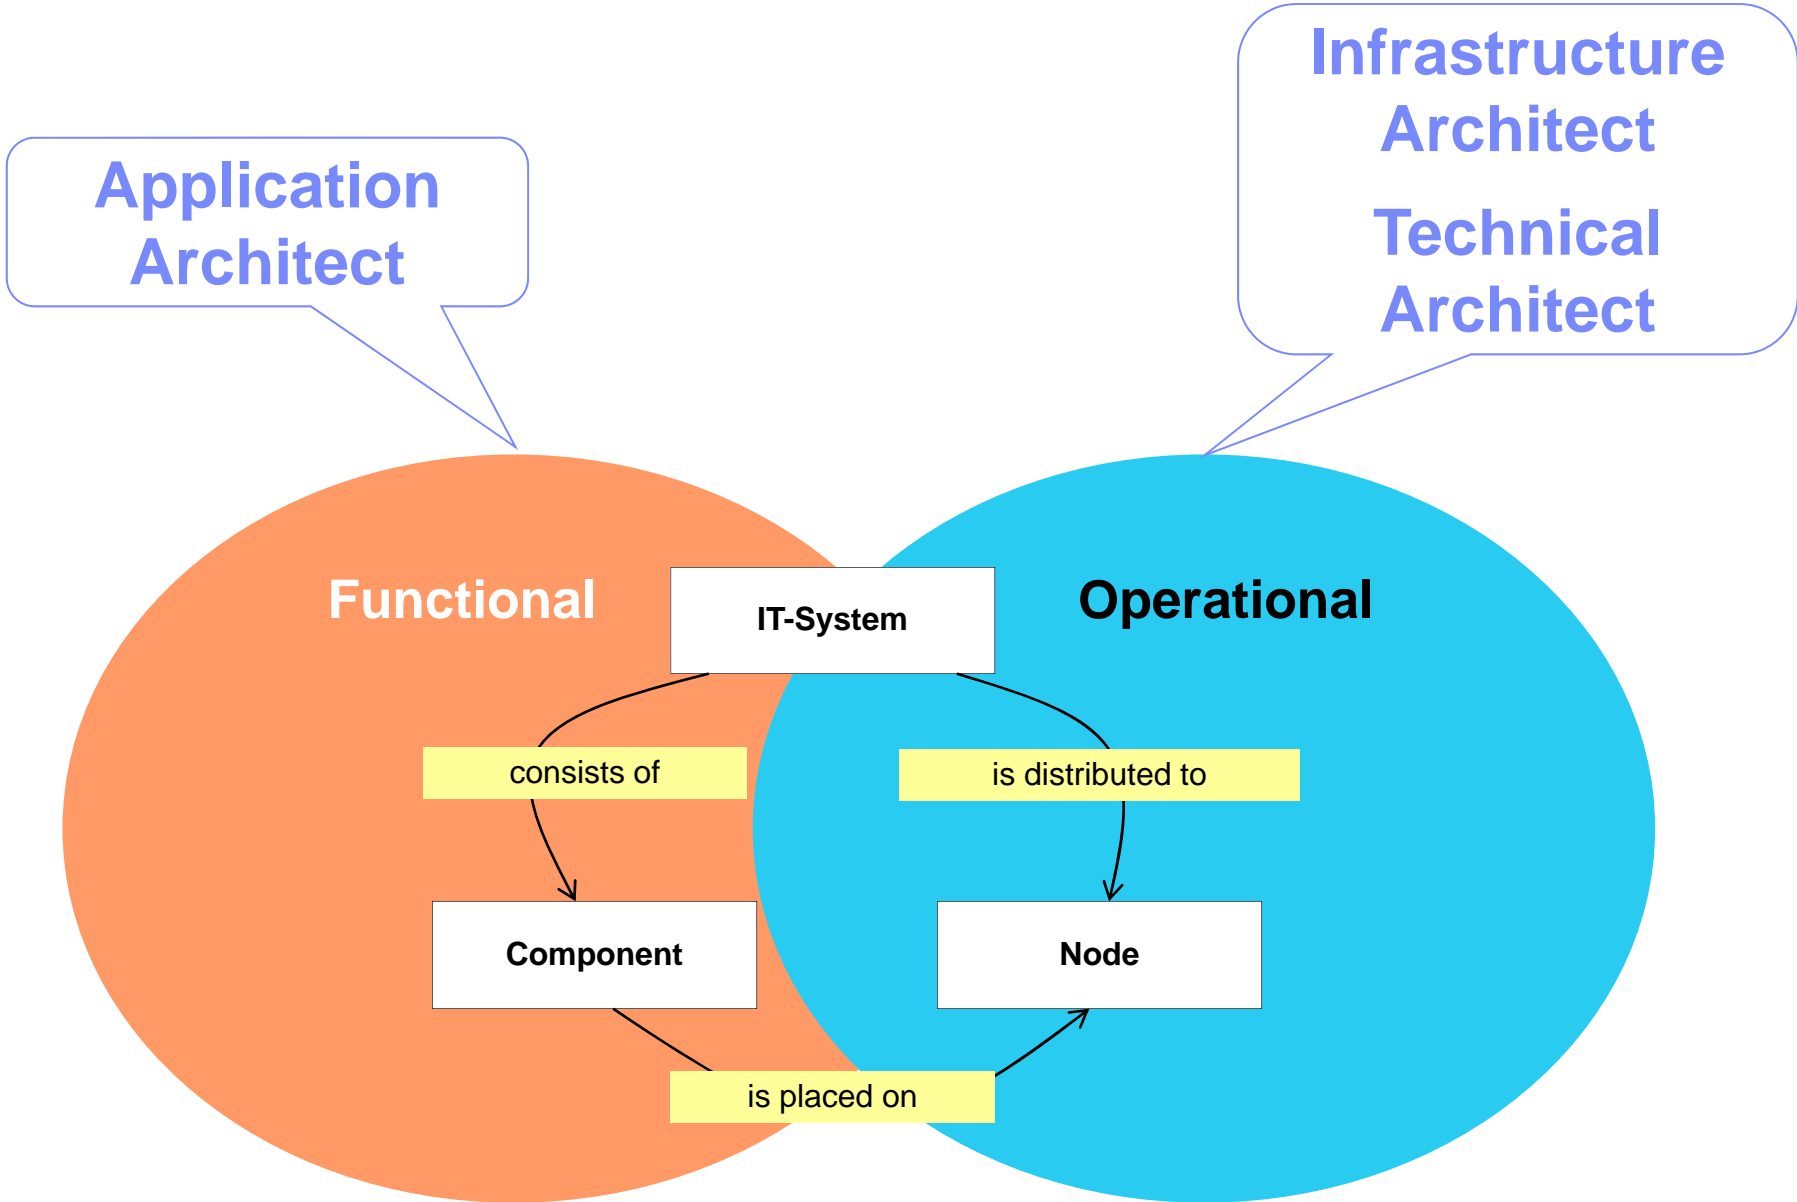 Infrastructure
Architect
Technical
Architect
Application
Architect
Functional
IT-System
Operational
consists of
is distributed to
Component
Node
is placed on